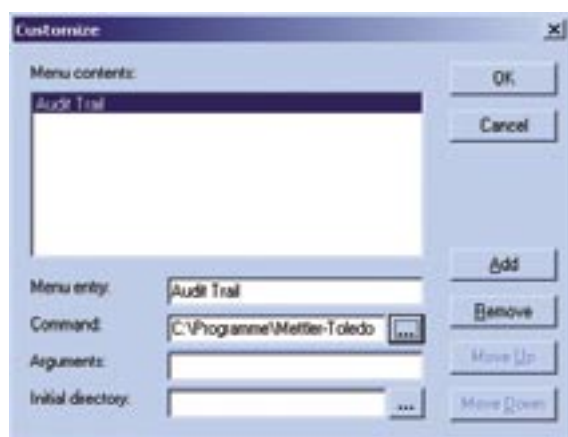 Customize
Menu contents:
OK
Audit Trail
Cancel
Add
Menu entry:
Audit Trail
Remove
Command:
C:\Programme\Mettler-Toledo
...
Arguments:
Move Up
Initial directory:
...
Move Down